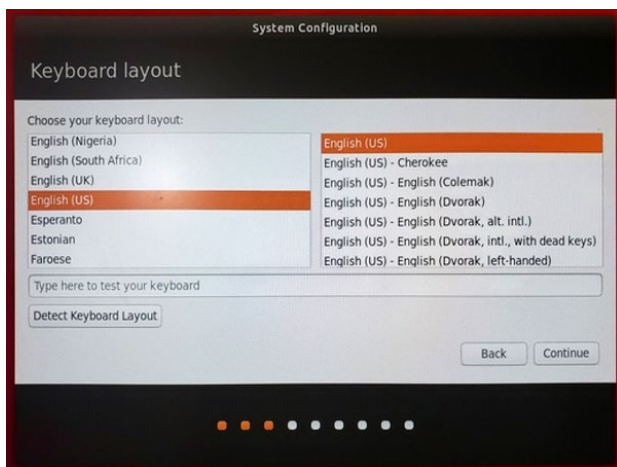 System Configuration
Keyboard layout
Choose your keyboard layout:
English (Nigeria)
English (South Africa)
English (UK)
English (US)
Esperanto
Estonian
Faroese
English (US)
English (US) - Cherokee
English (US) - English (Colemak)
English (US) - English (Dvorak)
English (US) - English (Dvorak, alt. intl.)
English (US) - English (Dvorak, intl., with dead keys)
English (US) - English (Dvorak, left-handed)
Type here to test your keyboard
Detect Keyboard Layout
Back
Continue